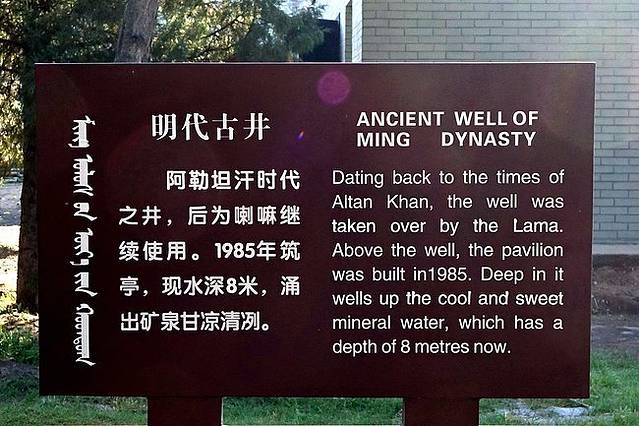 明代古井
阿勒坦汗时代
之井，后为喇嘛继
续使用。1985年筑
亭，现水深8米，涌
出矿泉甘凉清冽。
ANCIENT WELL OF
MING DYNASTY
Dating back to the times of
Altan Khan, the well was
taken over by the Lama.
Above the well, the pavilion
was built in1985. Deep in it
wells up the cool and sweet
mineral water, which has a
depth of 8 metres now.